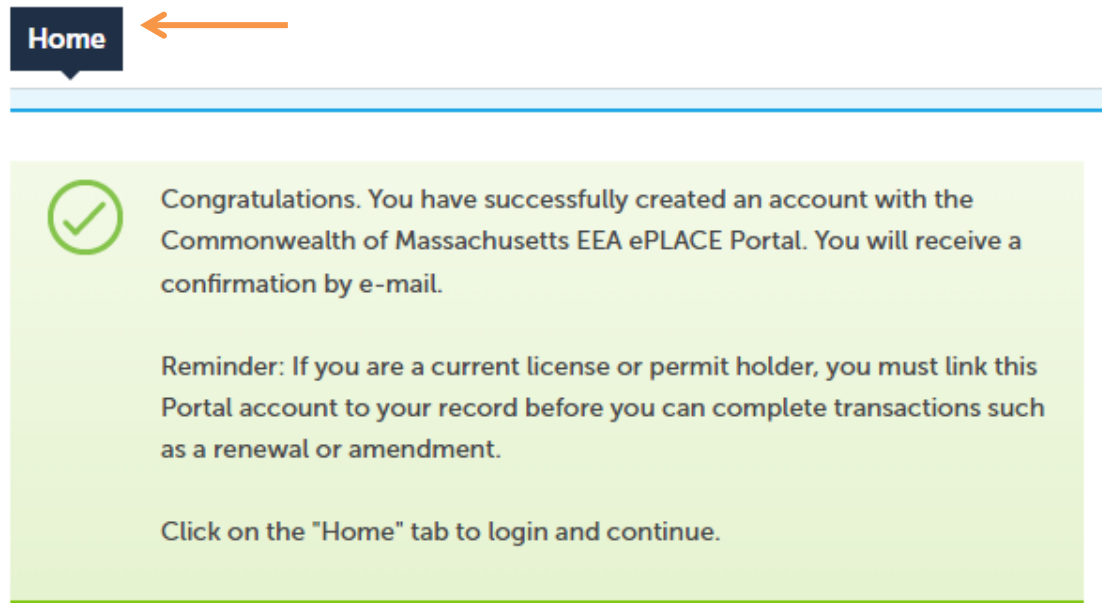 Home
Congratulations. You have successfully created an account with the
Commonwealth of Massachusetts EEA ePLACE Portal. You will receive a
confirmation by e-mail.
Reminder: If you are a current license or permit holder, you must link this
Portal account to your record before you can complete transactions such
as a renewal or amendment.
Click on the "Home" tab to login and continue.